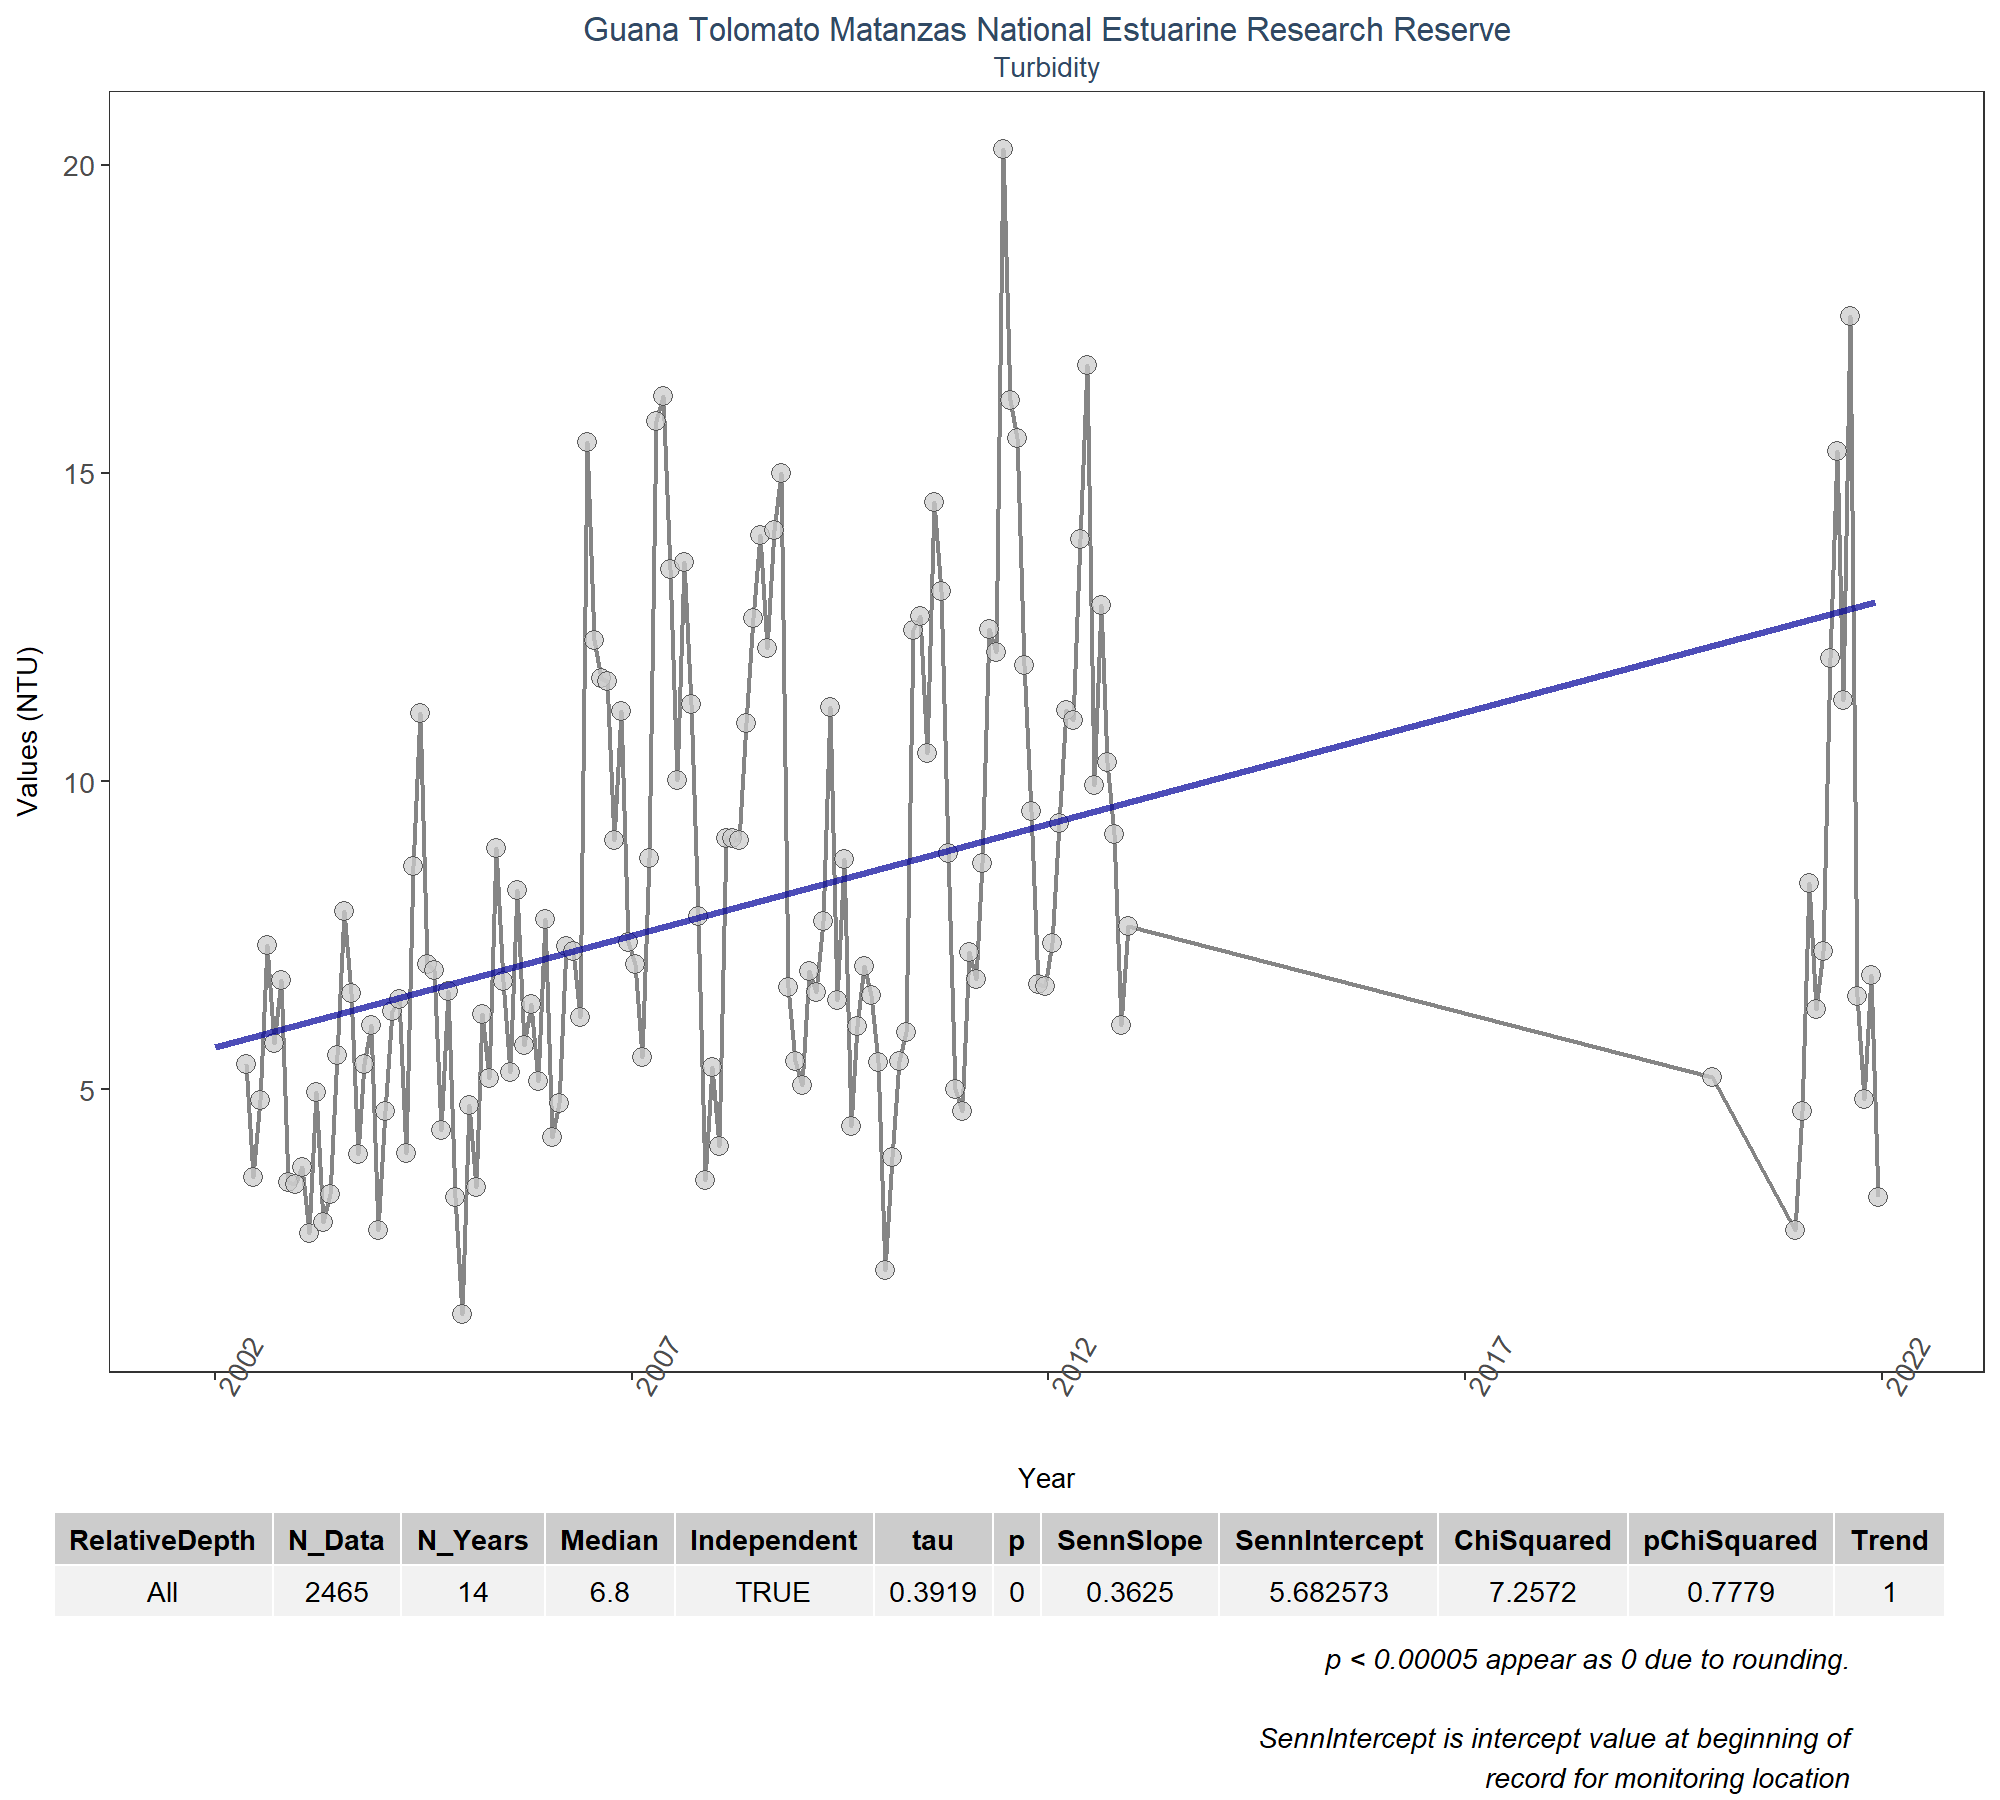 Guana Tolomato Matanzas National Estuarine Research Reserve
Turbidity
20
15
10
5
Values (NTU)
2002 2007 2012 2017 2022
Year
RelativeDepth N_Data N_Years Median Independent tau p SennSlope SennIntercept ChiSquared pChiSquared Trend
All 2465 14 6.8 TRUE 0.3919 0 0.3625 5.682573 7.2572 0.7779 1
p < 0.00005 appear as 0 due to rounding.
SennIntercept is intercept value at beginning of
record for monitoring location